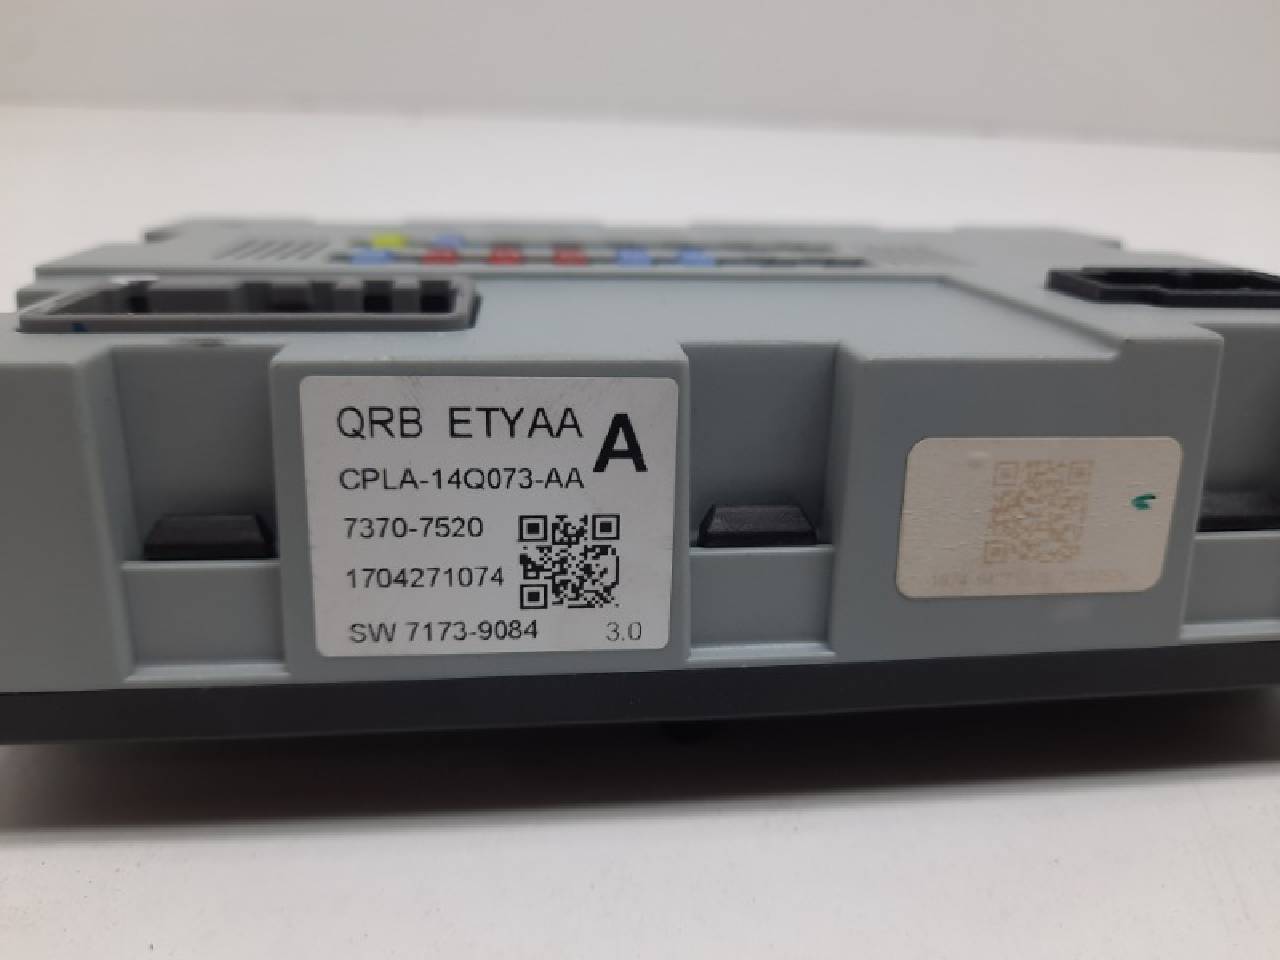 QRB ETYAA A
CPLA-14Q073-AA
7370-7520
1704271074
SW 7173-9084 3.0